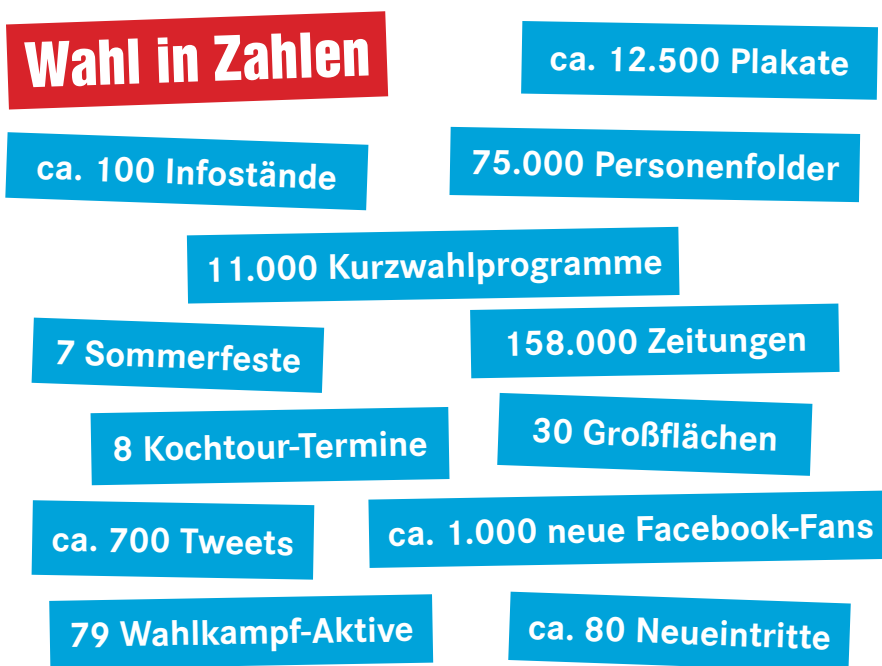 Wahl in Zahlen
ca. 12.500 Plakate
ca. 100 Infostände
75.000 Personenfolder
11.000 Kurzwahlprogramme
7 Sommerfeste
158.000 Zeitungen
8 Kochtour-Termine
30 Großflächen
ca. 700 Tweets
ca. 1.000 neue Facebook-Fans
79 Wahlkampf-Aktive
ca. 80 Neueintritte